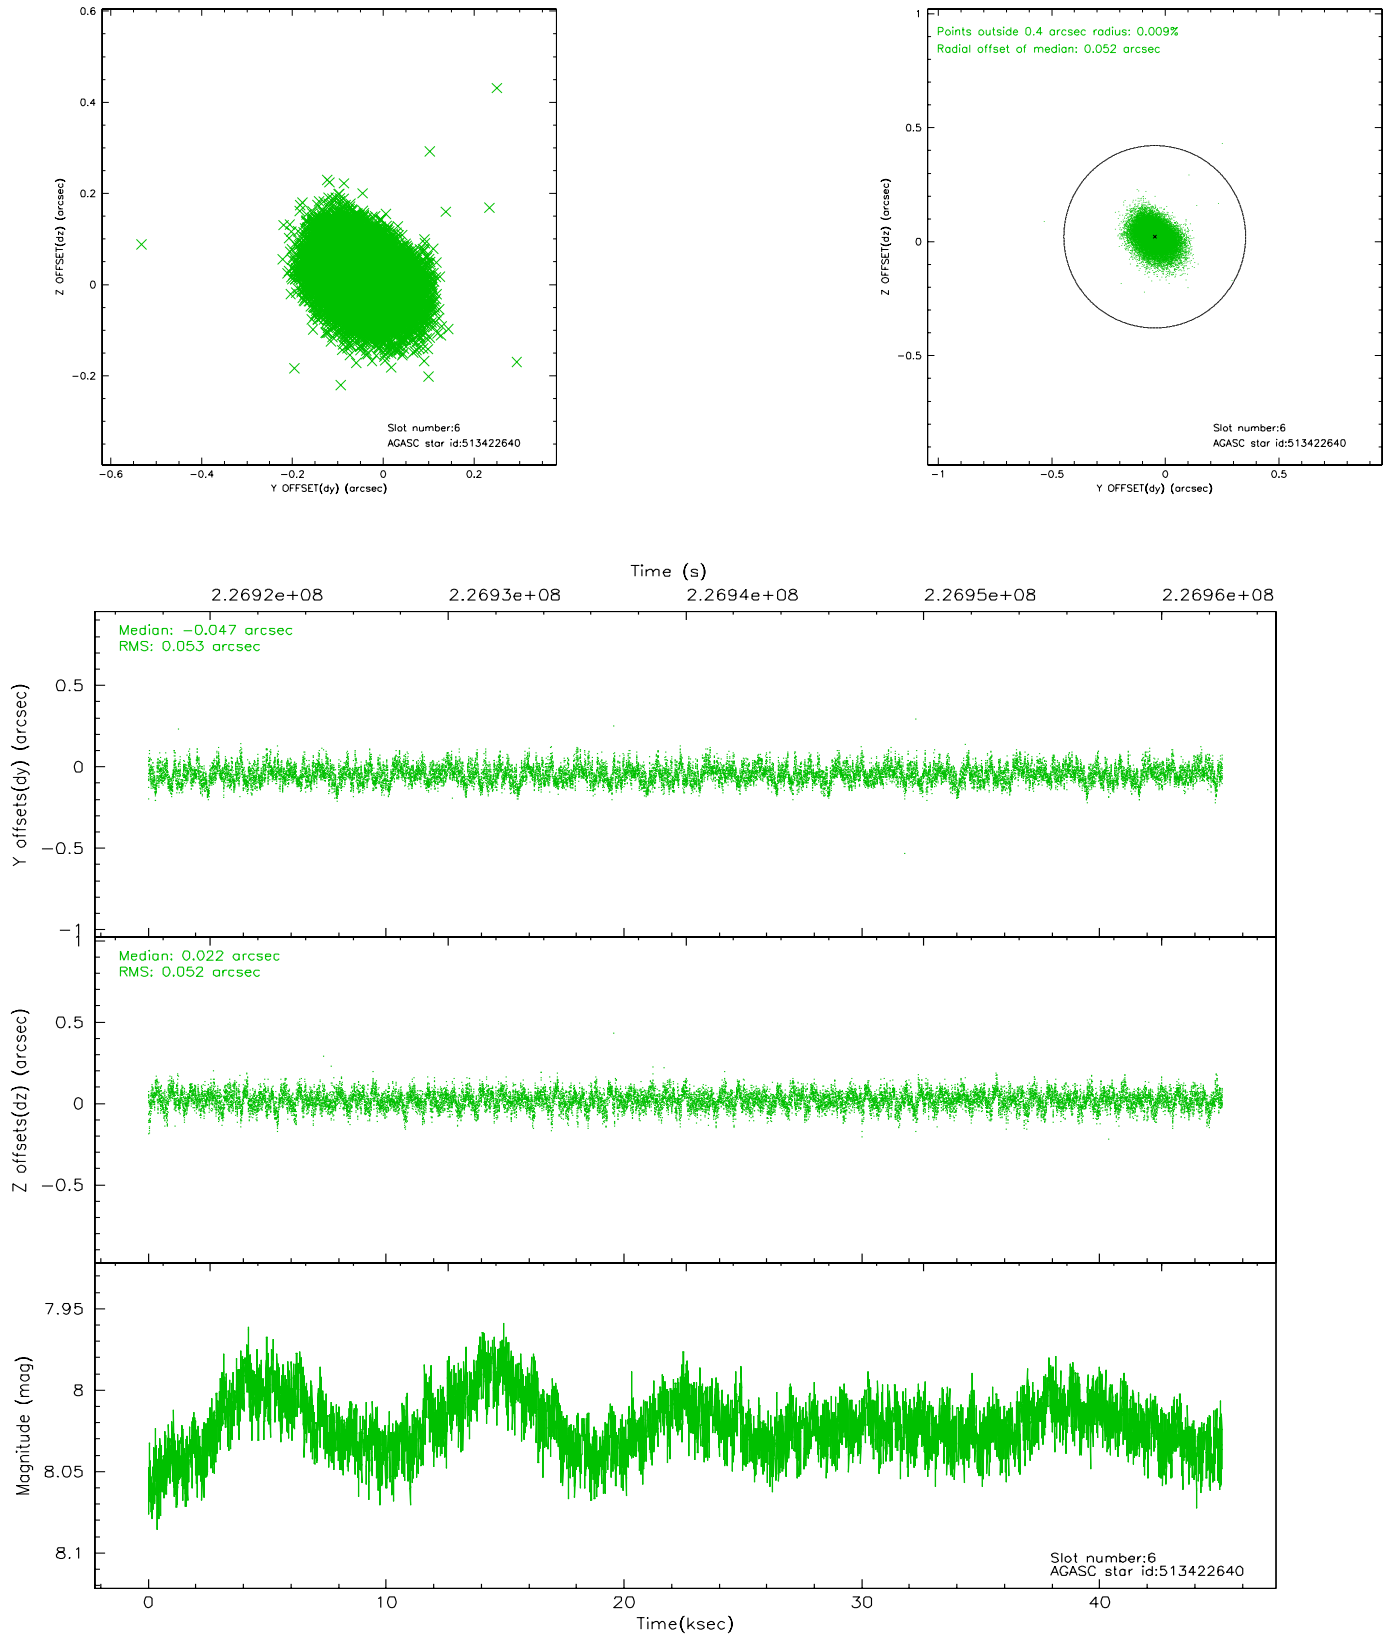 0.6
0.4
0.2
0
−0.2
Z OFFSET(dz) (arcsec)
Slot number:6
AGASC star id:513422640
−0.6
−0.4
−0.2
0
0.2
Y OFFSET(dy) (arcsec)
Points outside 0.4 arcsec radius: 0.009%
Radial offset of median: 0.052 arcsec
1
0.5
0
−0.5
Z OFFSET(dz) (arcsec)
Slot number:6
AGASC star id:513422640
−1
−0.5
0
0.5
Y OFFSET(dy) (arcsec)
Time (s)
2.2692e+08
2.2693e+08
2.2694e+08
2.2695e+08
2.2696e+08
Median: −0.047 arcsec
RMS: 0.053 arcsec
0.5
0
−0.5
−1
Y offsets(dy) (arcsec)
Median: 0.022 arcsec
RMS: 0.052 arcsec
1
0.5
0
−0.5
Z offsets(dz) (arcsec)
7.95
8
8.05
8.1
Magnitude (mag)
Slot number:6
AGASC star id:513422640
0
10
20
30
40
Time(ksec)